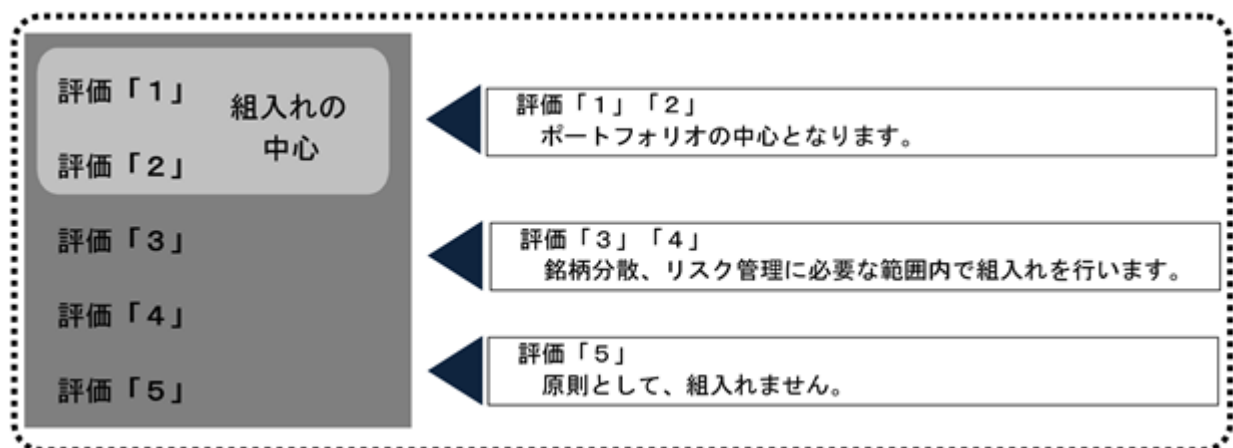 評価「１」
組入れの
中心
評価「２」
評価「３」
評価「４」
評価「５」
評価「１」「２」
ポートフォリオの中心となります。
評価「３」「４」
銘柄分散、リスク管理に必要な範囲内で組入れを行います。
評価「５」
原則として、組入れません。